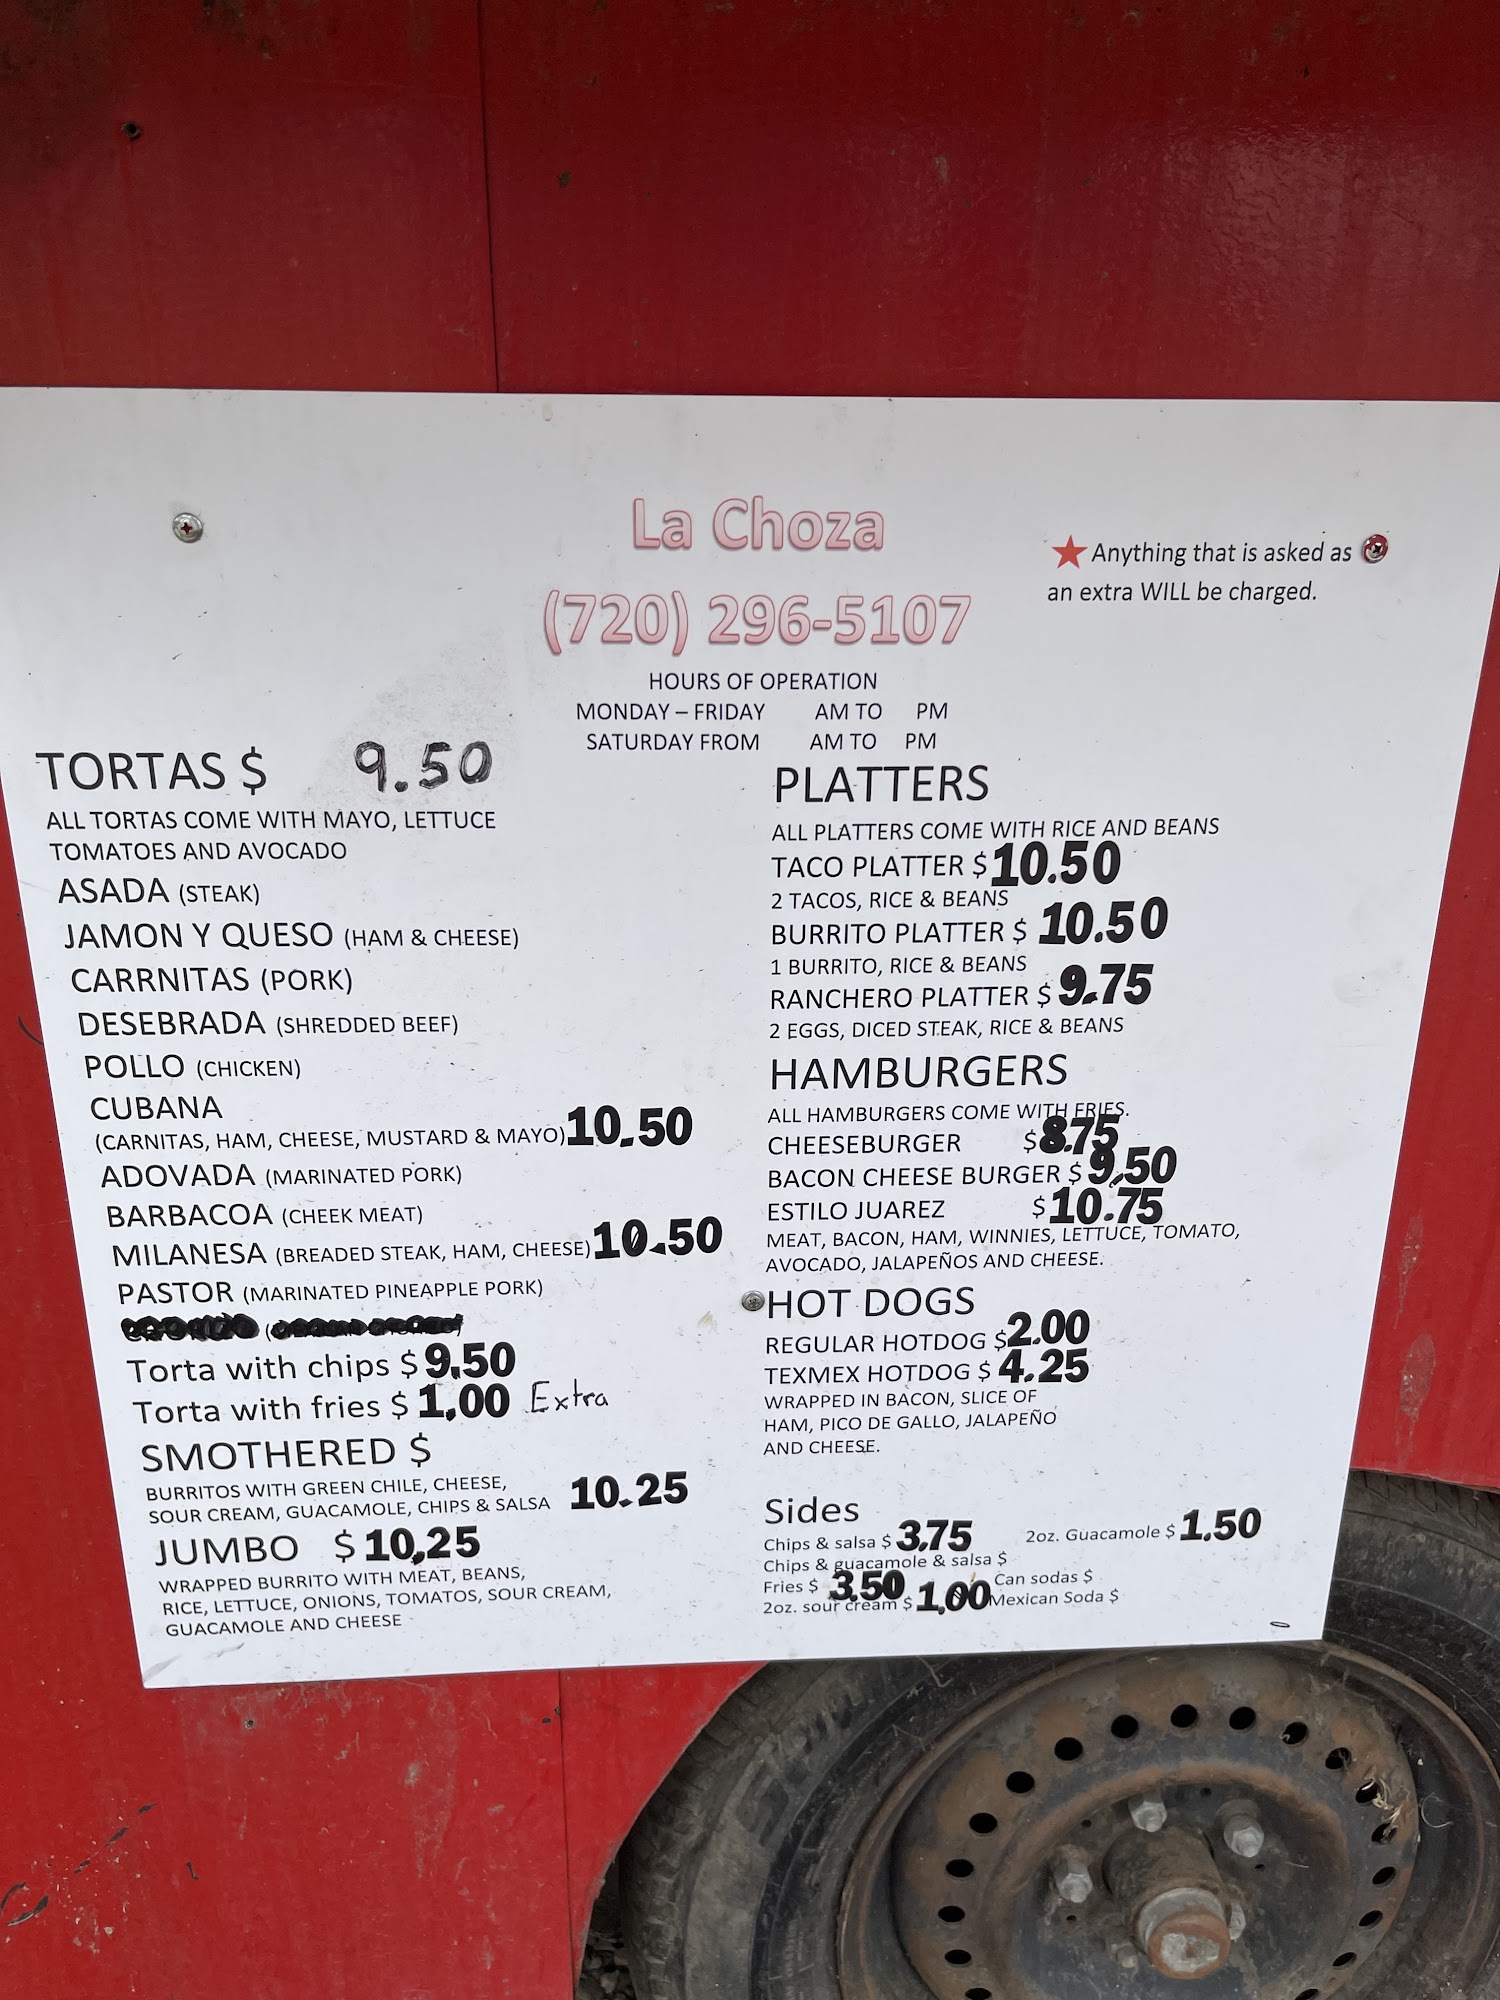 La Choza
(720) 296-5107
★ Anything that is asked as
an extra WILL be charged.
HOURS OF OPERATION
MONDAY – FRIDAY AM TO PM
SATURDAY FROM AM TO PM
TORTAS $ 9.50
ALL TORTAS COME WITH MAYO, LETTUCE
TOMATOES AND AVOCADO
ASADA (STEAK)
JAMON Y QUESO (HAM & CHEESE)
CARRNITAS (PORK)
DESEBRADA (SHREDDED BEEF)
POLLO (CHICKEN)
CUBANA
(CARNITAS, HAM, CHEESE, MUSTARD & MAYO) 10.50
ADOVADA (MARINATED PORK)
BARBACOA (CHEEK MEAT)
MILANESA (BREADED STEAK, HAM, CHEESE) 10.50
PASTOR (MARINATED PINEAPPLE PORK)
Torta with chips $ 9.50
Torta with fries $ 1.00 Extra
SMOTHERED $
BURRITOS WITH GREEN CHILE, CHEESE,
SOUR CREAM, GUACAMOLE, CHIPS & SALSA 10.25
JUMBO $ 10.25
WRAPPED BURRITO WITH MEAT, BEANS,
RICE, LETTUCE, ONIONS, TOMATOS, SOUR CREAM,
GUACAMOLE AND CHEESE
PLATTERS
ALL PLATTERS COME WITH RICE AND BEANS
TACO PLATTER $ 10.50
2 TACOS, RICE & BEANS
BURRITO PLATTER $ 10.50
1 BURRITO, RICE & BEANS
RANCHERO PLATTER $ 9.75
2 EGGS, DICED STEAK, RICE & BEANS
HAMBURGERS
ALL HAMBURGERS COME WITH FRIES.
CHEESEBURGER $ 8.75
BACON CHEESE BURGER $ 9.50
ESTILO JUAREZ $ 10.75
MEAT, BACON, HAM, WINNIES, LETTUCE, TOMATO,
AVOCADO, JALAPEÑOS AND CHEESE.
HOT DOGS
REGULAR HOTDOG $ 2.00
TEXMEX HOTDOG $ 4.25
WRAPPED IN BACON, SLICE OF
HAM, PICO DE GALLO, JALAPEÑO
AND CHEESE.
Sides
Chips & salsa $ 3.75 2oz. Guacamole $ 1.50
Chips & guacamole & salsa $
Fries $ 3.50 Can sodas $
2oz. sour cream $ 1.00 Mexican Soda $